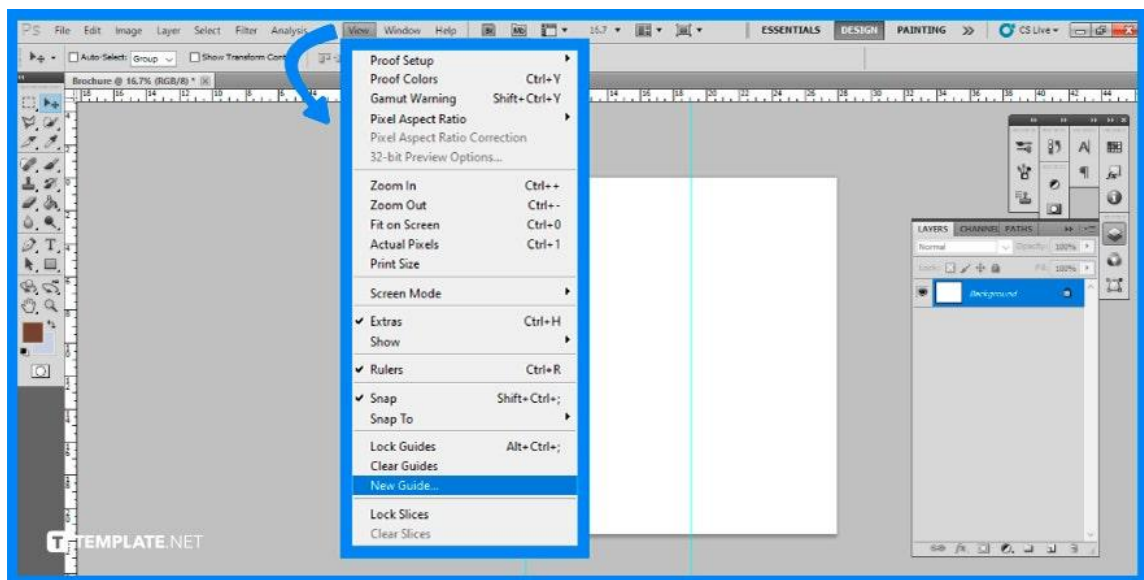 PS File Edit Image Layer Select Filter Analysis View Window Help Br Mb 16.7 ESSENTIALS DESIGN PAINTING >> CS Live
Auto-Select: Group Show Transform
Brochure @ 16.7% (RGB/8) *
Proof Setup
Proof Colors Ctrl+Y
Gamut Warning Shift+Ctrl+Y
Pixel Aspect Ratio
Pixel Aspect Ratio Correction
32-bit Preview Options...
Zoom In Ctrl++
Zoom Out Ctrl+-
Fit on Screen Ctrl+0
Actual Pixels Ctrl+1
Print Size
Screen Mode
Extras Ctrl+H
Show
Rulers Ctrl+R
Snap Shift+Ctrl+;
Snap To
Lock Guides Alt+Ctrl+;
Clear Guides
New Guide...
Lock Slices
Clear Slices
LAYERS CHANNEL PATHS
Normal Opacity: 100%
Lock: Fill: 100%
Background
T TEMPLATE.NET